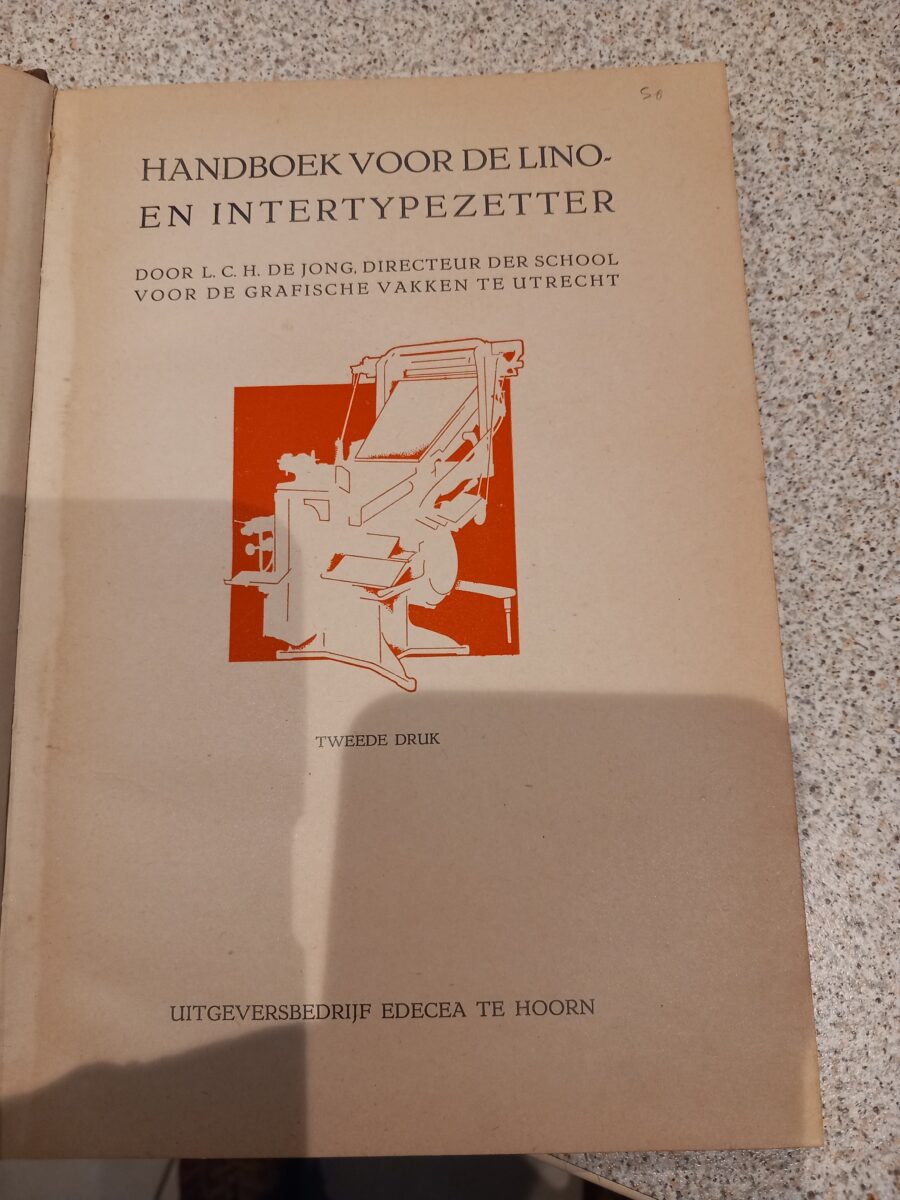 50
HANDBOEK VOOR DE LINO-
EN INTERTYPEZETTER
DOOR L. C. H. DE JONG, DIRECTEUR DER SCHOOL
VOOR DE GRAFISCHE VAKKEN TE UTRECHT
TWEEDE DRUK
UITGEVERSBEDRIJF EDECEA TE HOORN